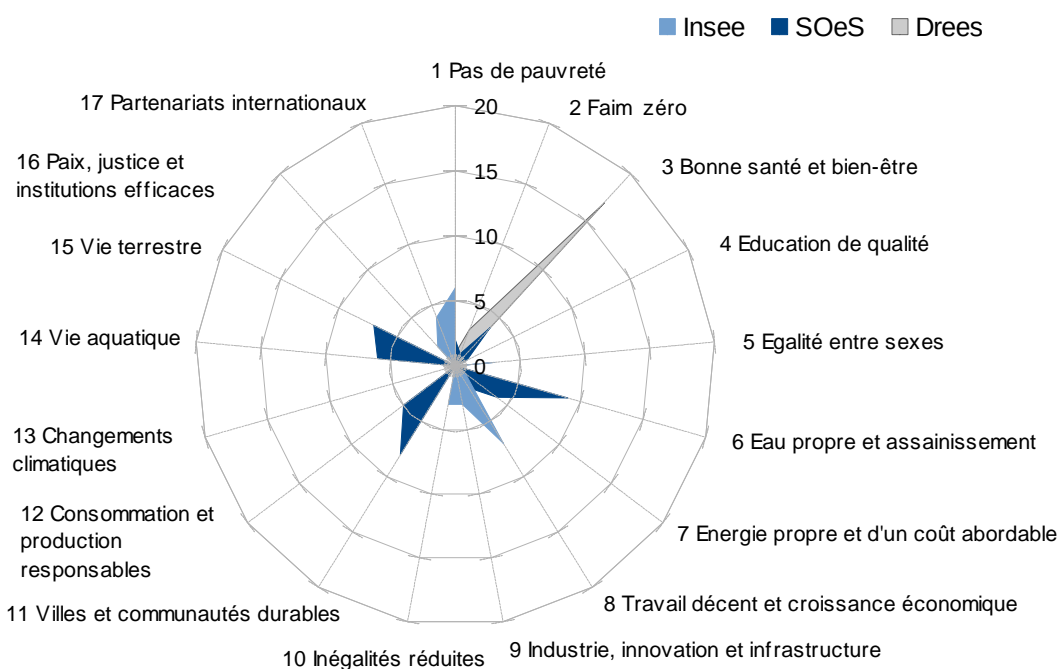 Insee SOeS Drees
1 Pas de pauvreté
2 Faim zéro
3 Bonne santé et bien-être
4 Education de qualité
5 Egalité entre sexes
6 Eau propre et assainissement
7 Energie propre et d'un coût abordable
8 Travail décent et croissance économique
9 Industrie, innovation et infrastructure
10 Inégalités réduites
11 Villes et communautés durables
12 Consommation et
production
responsables
13 Changements
climatiques
14 Vie aquatique
15 Vie terrestre
16 Paix, justice et
institutions efficaces
17 Partenariats internationaux
20
15
10
5
0